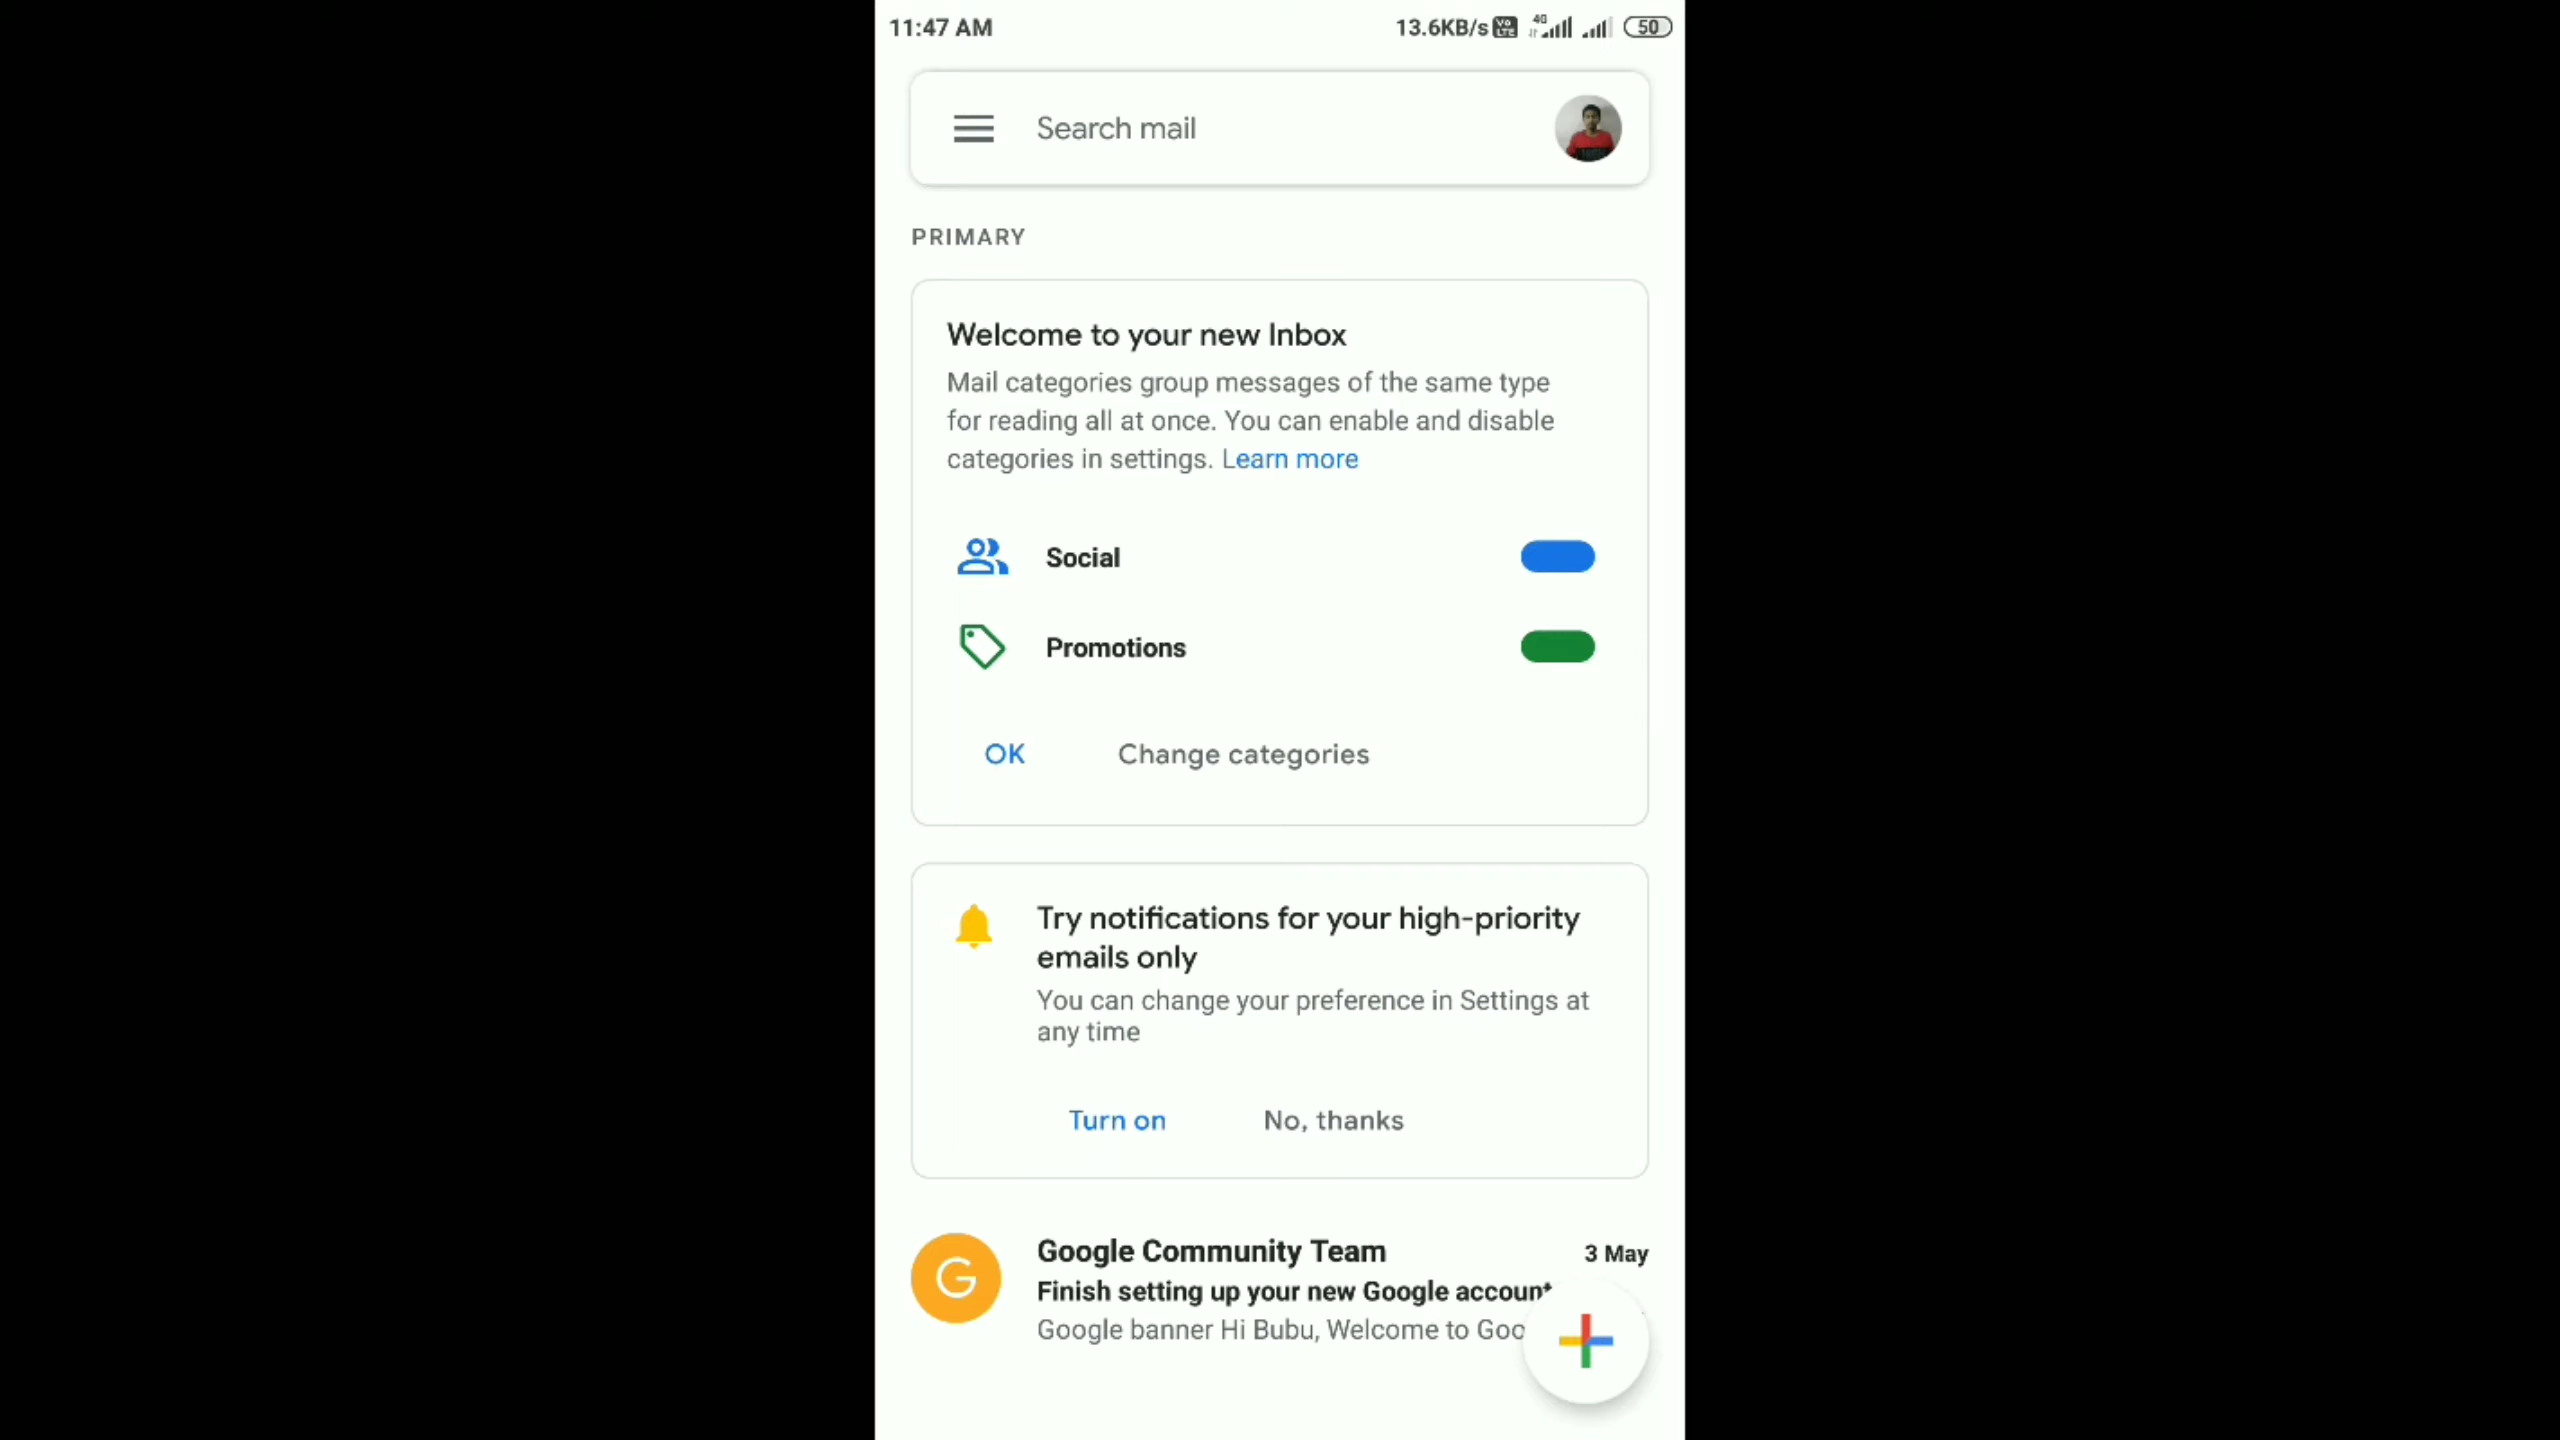 11:47 AM
13.6KB/s Vo LTE 4G 50
Search mail
PRIMARY
Welcome to your new Inbox
Mail categories group messages of the same type
for reading all at once. You can enable and disable
categories in settings. Learn more
Social
Promotions
OK Change categories
Try notifications for your high-priority
emails only
You can change your preference in Settings at
any time
Turn on No, thanks
G
Google Community Team 3 May
Finish setting up your new Google account
Google banner Hi Bubu, Welcome to Goo